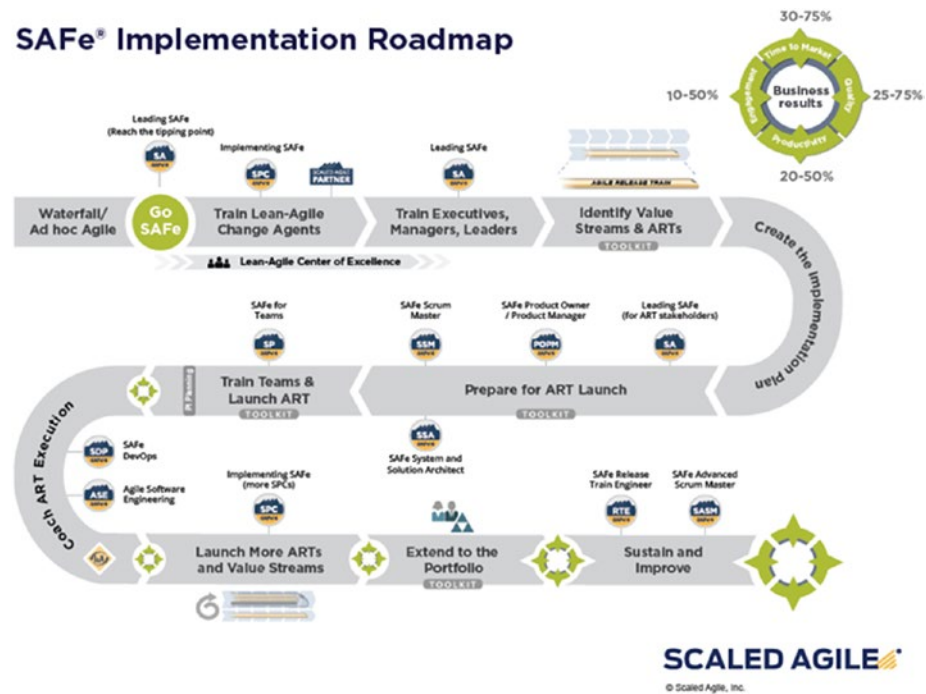 SAFe® Implementation Roadmap
30-75%
Time to Market
10-50%
Engagement
Business
results
Quality
25-75%
Productivity
20-50%
Leading SAFe
(Reach the tipping point)
SA
Implementing SAFe
SPC
SCALED AGILE
PARTNER
Leading SAFe
SA
AGILE RELEASE TRAIN
Waterfall/
Ad hoc Agile
Go
SAFe
Train Lean-Agile
Change Agents
Train Executives,
Managers, Leaders
Identify Value
Streams & ARTs
TOOLKIT
Lean-Agile Center of Excellence
Create the Implementation Plan
SAFe for
Teams
SP
SAFe Scrum
Master
SSM
SAFe Product Owner
/ Product Manager
POPM
Leading SAFe
(for ART stakeholders)
SA
PI Planning
Train Teams &
Launch ART
TOOLKIT
Prepare for ART Launch
TOOLKIT
SSA
SAFe System and
Solution Architect
Coach ART Execution
SDP
SAFe
DevOps
ASE
Agile Software
Engineering
I&A
Implementing SAFe
(more SPCs)
SPC
SAFe Release
Train Engineer
RTE
SAFe Advanced
Scrum Master
SASM
Launch More ARTs
and Value Streams
Extend to the
Portfolio
TOOLKIT
Sustain and
Improve
SCALED AGILE
© Scaled Agile, Inc.